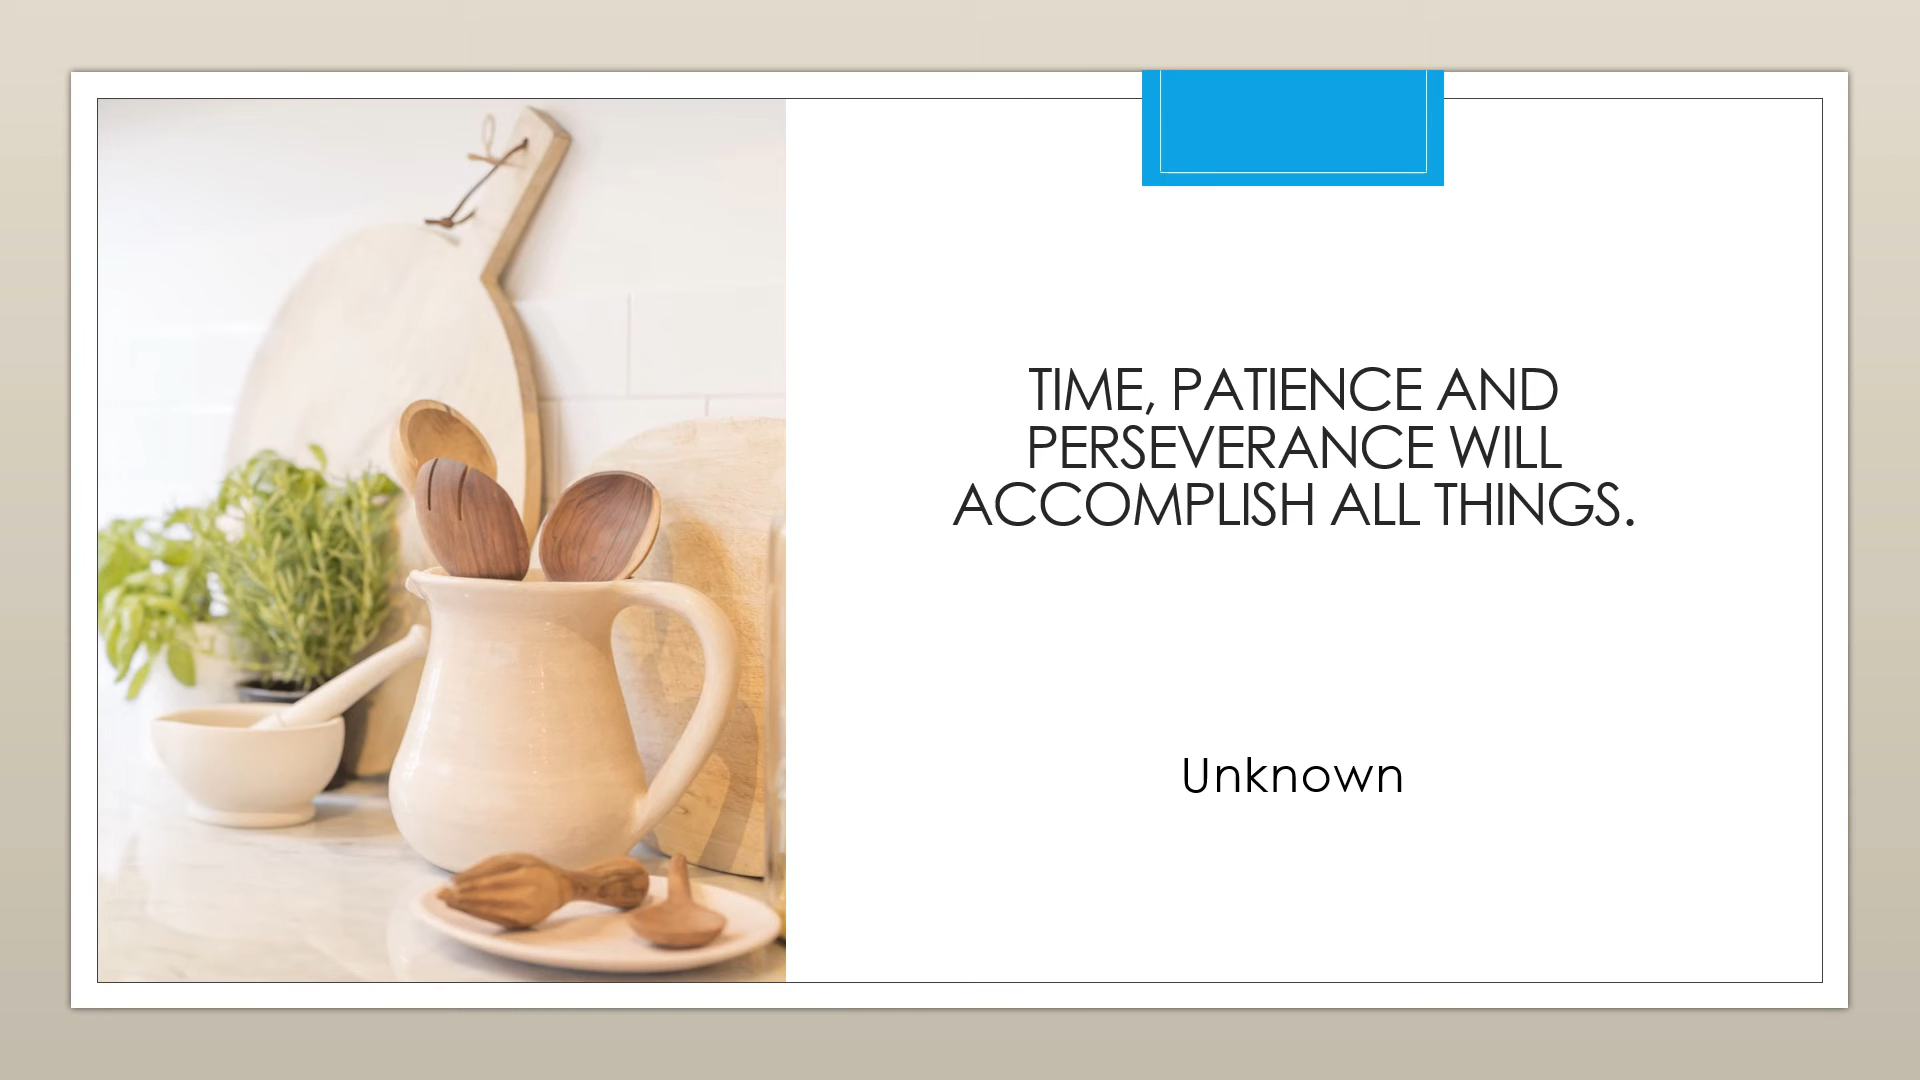 TIME, PATIENCE AND
PERSEVERANCE WILL
ACCOMPLISH ALL THINGS.
Unknown